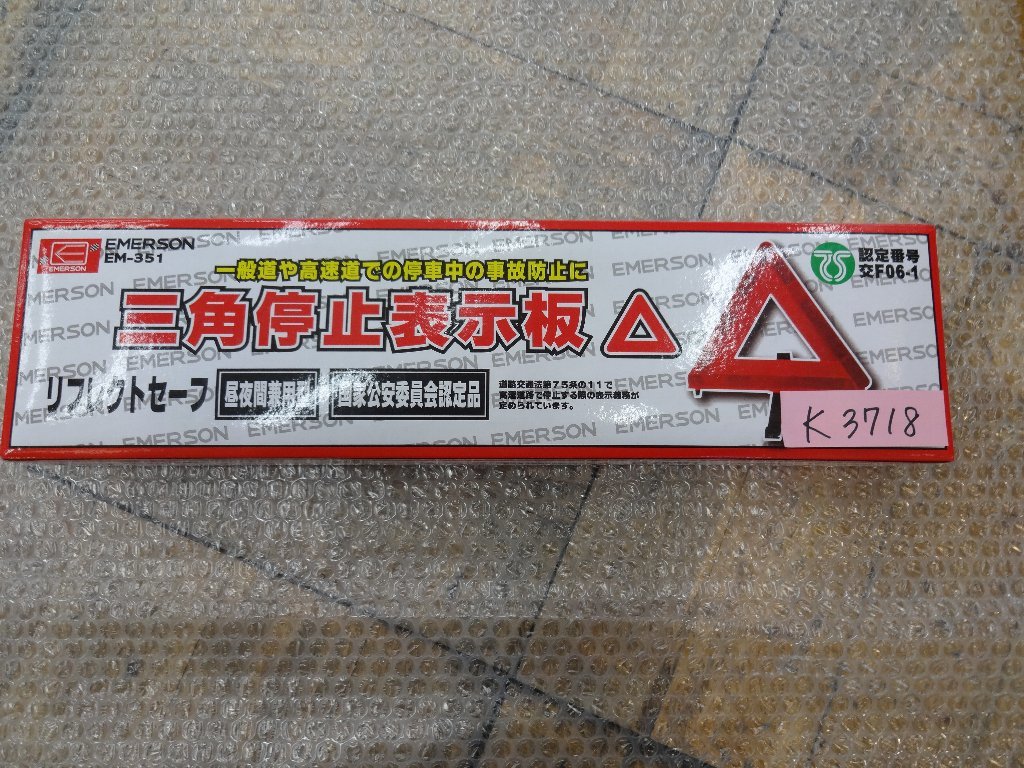 EMERSON
EMERSON
EM-351
一般道や高速道での停車中の事故防止に
三角停止表示板
リフレクトセーフ
昼夜間兼用型
国家公安委員会認定品
道路交通法第75条の11で
高速道路で停止する際の表示義務が
定められています。
認定番号
交F06-1
K3718